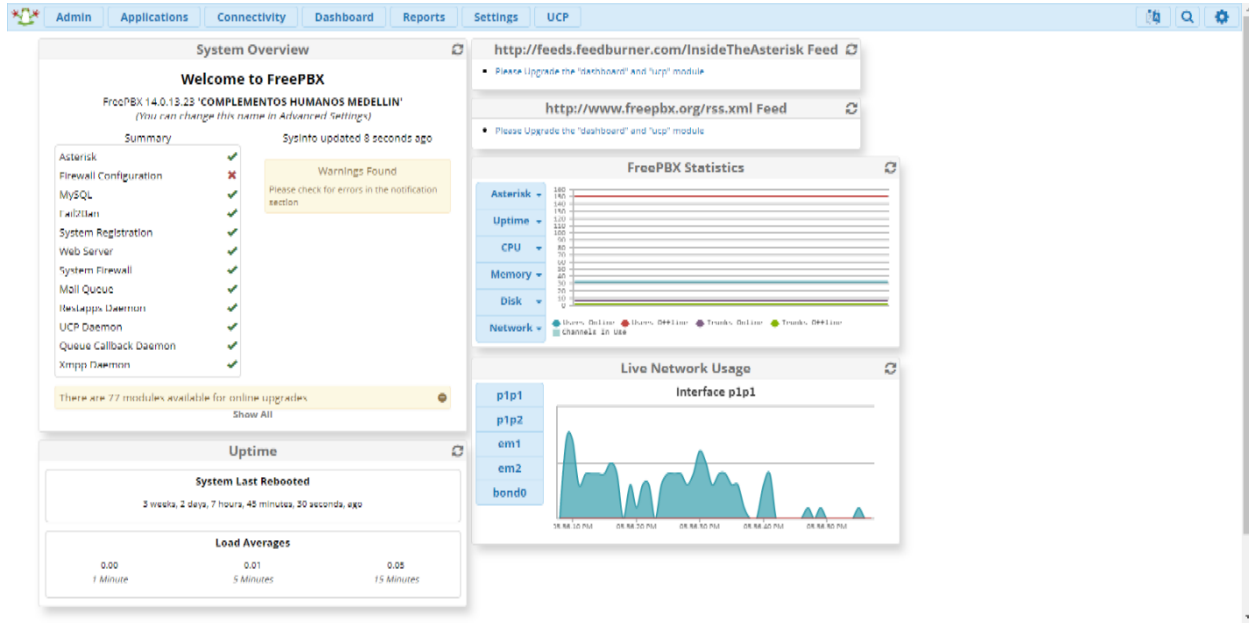 Admin Applications Connectivity Dashboard Reports Settings UCP
System Overview
Welcome to FreePBX
FreePBX 14.0.13.23 'COMPLEMENTOS HUMANOS MEDELLIN'
(You can change this name in Advanced Settings)
Summary
Asterisk
Firewall Configuration
MySQL
Fail2Ban
System Registration
Web Server
System Firewall
Mail Queue
Restapps Daemon
UCP Daemon
Queue Callback Daemon
Xmpp Daemon
SysInfo updated 8 seconds ago
Warnings Found
Please check for errors in the notification
section
There are 77 modules available for online upgrades
Show All
Uptime
System Last Rebooted
3 weeks, 2 days, 7 hours, 45 minutes, 30 seconds, ago
Load Averages
0.00 0.01 0.05
1 Minute 5 Minutes 15 Minutes
http://feeds.feedburner.com/InsideTheAsterisk Feed
Please Upgrade the "dashboard" and "ucp" module
http://www.freepbx.org/rss.xml Feed
Please Upgrade the "dashboard" and "ucp" module
FreePBX Statistics
Asterisk
Uptime
CPU
Memory
Disk
Network
Users Online Users Offline Trunks Online Trunks Offline
Channels In Use
Live Network Usage
p1p1
p1p2
em1
em2
bond0
Interface p1p1